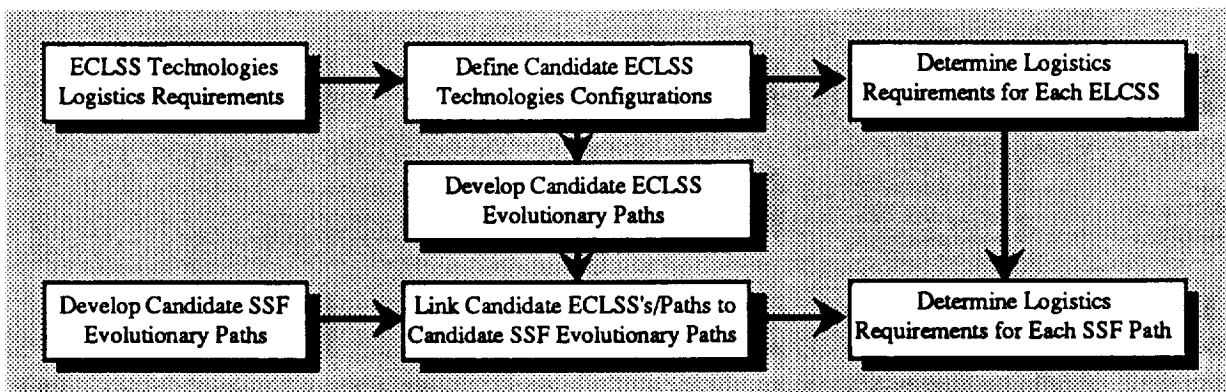 ECLSS Technologies
Logistics Requirements
Define Candidate ECLSS
Technologies Configurations
Determine Logistics
Requirements for Each ELCSS
Develop Candidate ECLSS
Evolutionary Paths
Develop Candidate SSF
Evolutionary Paths
Link Candidate ECLSS's/Paths to
Candidate SSF Evolutionary Paths
Determine Logistics
Requirements for Each SSF Path